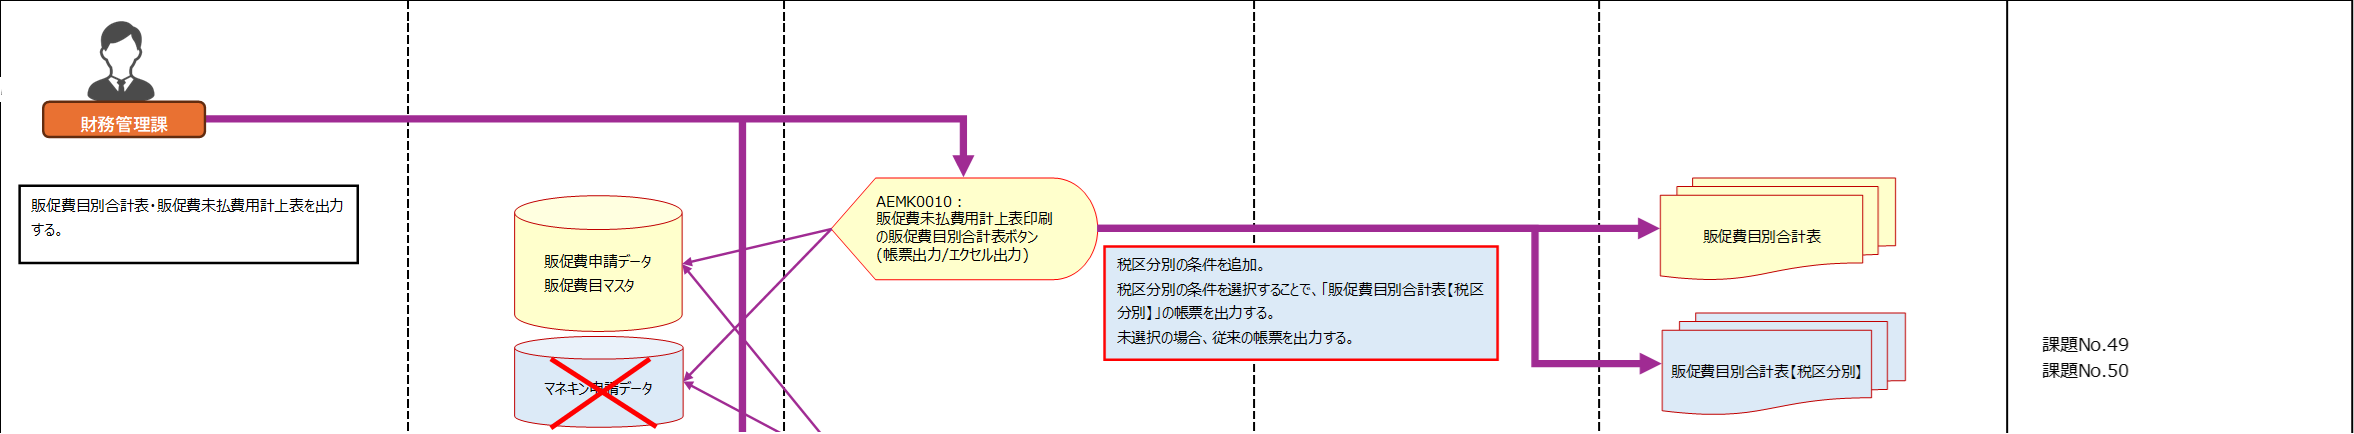 財務管理課
販促費目別合計表・販促費未払費用計上表を出力
する。
販促費申請データ
販促費目マスタ
マネキン申請データ
AEMK0010：
販促費未払費用計上表印刷
の販促費目別合計表ボタン
(帳票出力/エクセル出力)
税区分別の条件を追加。
税区分別の条件を選択することで、「販促費目別合計表【税区
分別】」の帳票を出力する。
未選択の場合、従来の帳票を出力する。
販促費目別合計表
販促費目別合計表【税区分別】
課題No.49
課題No.50